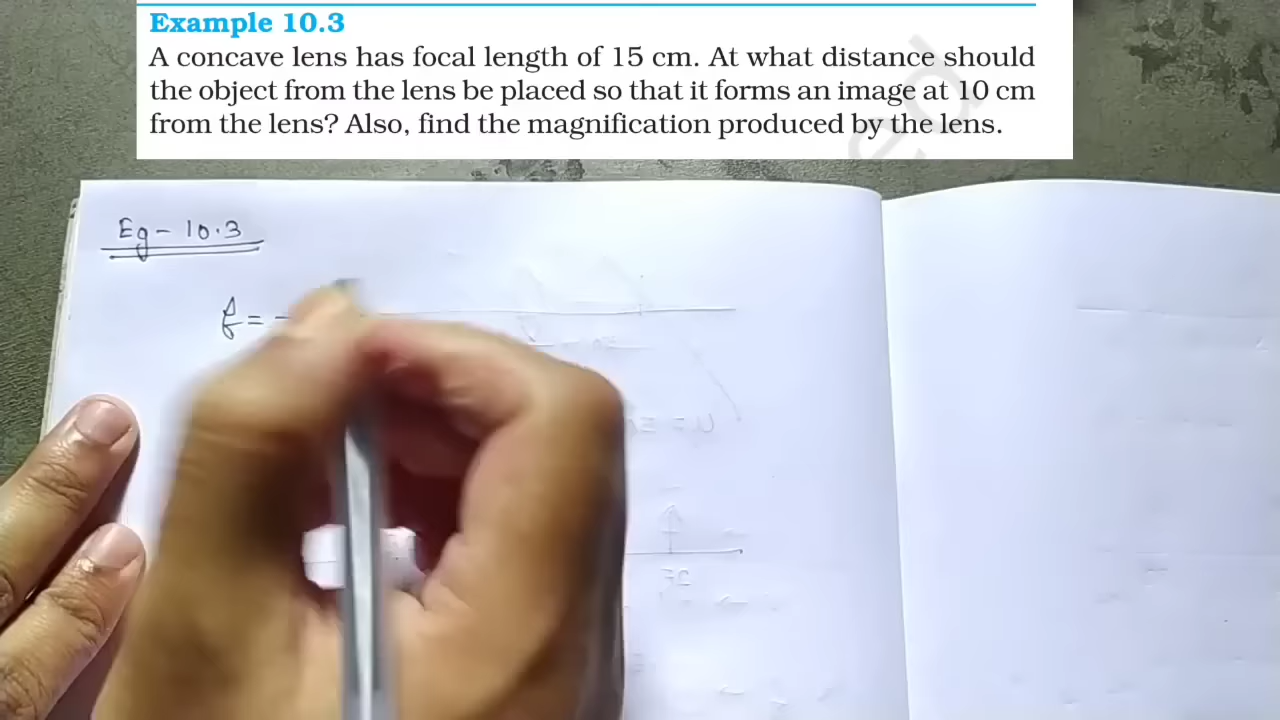 Example 10.3
A concave lens has focal length of 15 cm. At what distance should
the object from the lens be placed so that it forms an image at 10 cm
from the lens? Also, find the magnification produced by the lens.
Eg - 10.3
f = -